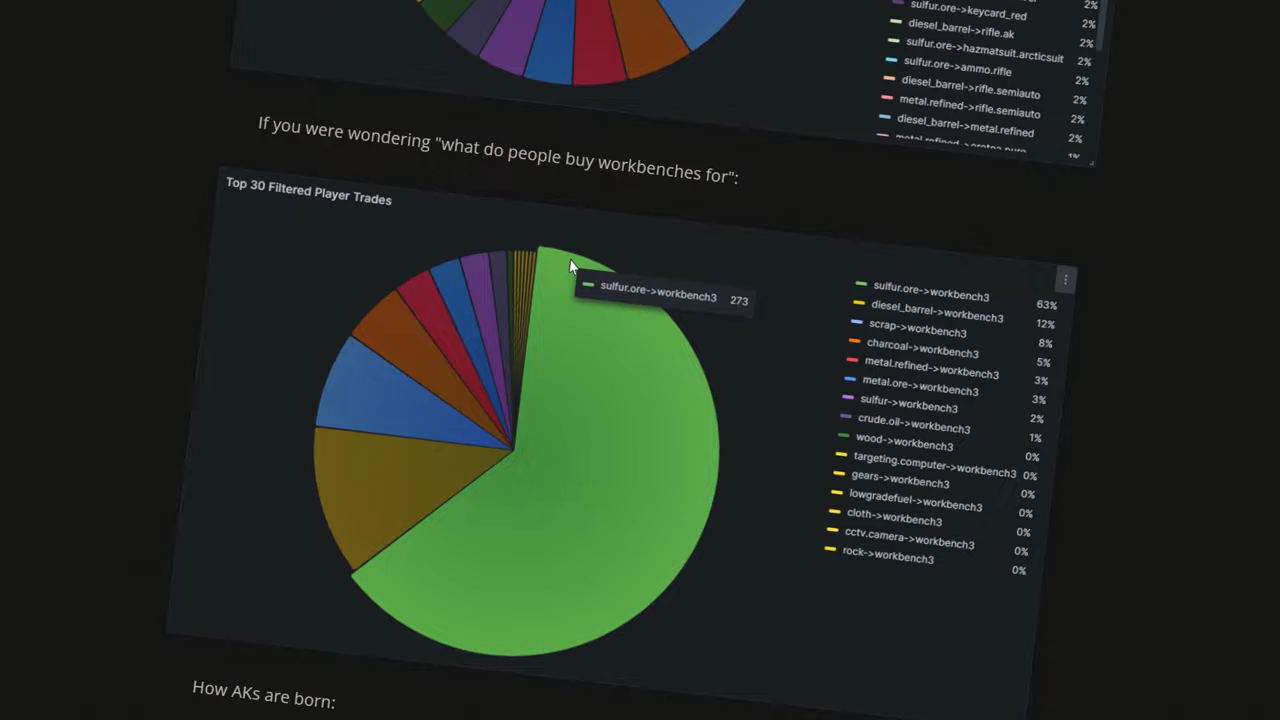 sulfur.ore->keycard_red 2%
diesel_barrel->rifle.ak 2%
sulfur.ore->hazmatsuit.arcticsuit 2%
sulfur.ore->ammo.rifle 2%
diesel_barrel->rifle.semiauto 2%
metal.refined->rifle.semiauto 2%
diesel_barrel->metal.refined 2%
1%
If you were wondering "what do people buy workbenches for":
Top 30 Filtered Player Trades
sulfur.ore->workbench3 273
sulfur.ore->workbench3 63%
diesel_barrel->workbench3 12%
scrap->workbench3 8%
charcoal->workbench3 5%
metal.refined->workbench3 3%
metal.ore->workbench3 3%
sulfur->workbench3 2%
crude.oil->workbench3 1%
wood->workbench3 0%
targeting.computer->workbench3 0%
gears->workbench3 0%
lowgradefuel->workbench3 0%
cloth->workbench3 0%
cctv.camera->workbench3 0%
rock->workbench3 0%
How AKs are born: